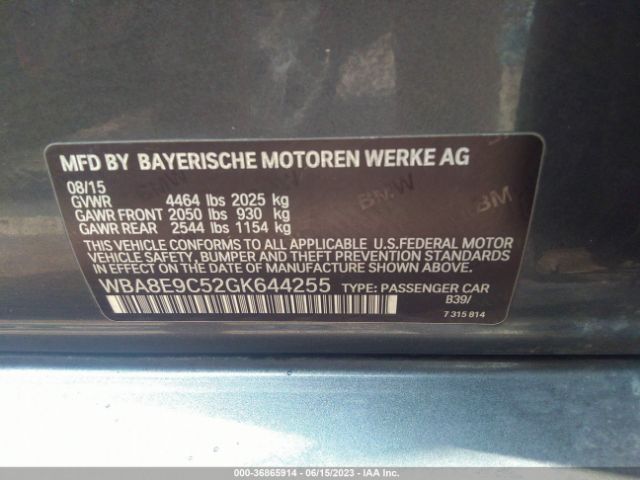 MFD BY BAYERISCHE MOTOREN WERKE AG
08/15
GVWR 4464 lbs 2025 kg
GAWR FRONT 2050 lbs 930 kg
GAWR REAR 2544 lbs 1154 kg
THIS VEHICLE CONFORMS TO ALL APPLICABLE U.S.FEDERAL MOTOR
VEHICLE SAFETY, BUMPER AND THEFT PREVENTION STANDARDS
IN EFFECT ON THE DATE OF MANUFACTURE SHOWN ABOVE.
WBA8E9C52GK644255 TYPE: PASSENGER CAR
B39/
7 315 814
BMW
BM
000-36865914 - 06/15/2023 - IAA Inc.